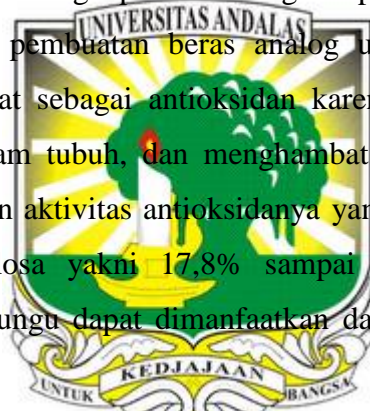 UNIVERSITAS ANDALAS
pembuatan beras analog u
at sebagai antioksidan karen
am tubuh, dan menghambat
n aktivitas antioksidanya yan
osa yakni 17,8% sampai
ungu dapat dimanfaatkan da
KEDJAJAAN
UNTUK BANGSA